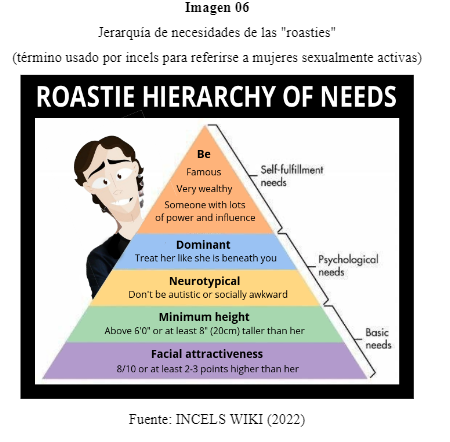 Imagen 06
Jerarquía de necesidades de las "roasties"
(término usado por incels para referirse a mujeres sexualmente activas)
ROASTIE HIERARCHY OF NEEDS
Be
Famous
Very wealthy
Someone with lots
of power and influence
Self-fulfillment
needs
Dominant
Treat her like she is beneath you
Psychological
needs
Neurotypical
Don't be autistic or socially awkward
Minimum height
Above 6'0" or at least 8" (20cm) taller than her
Basic
needs
Facial attractiveness
8/10 or at least 2-3 points higher than her
Fuente: INCELS WIKI (2022)